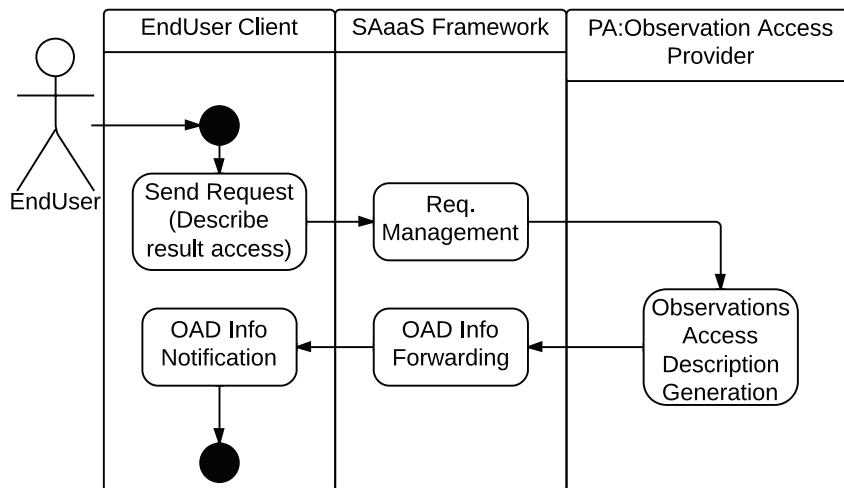 EndUser Client
SAaaS Framework
PA:Observation Access
Provider
EndUser
Send Request
(Describe
result access)
Req.
Management
OAD Info
Notification
OAD Info
Forwarding
Observations
Access
Description
Generation